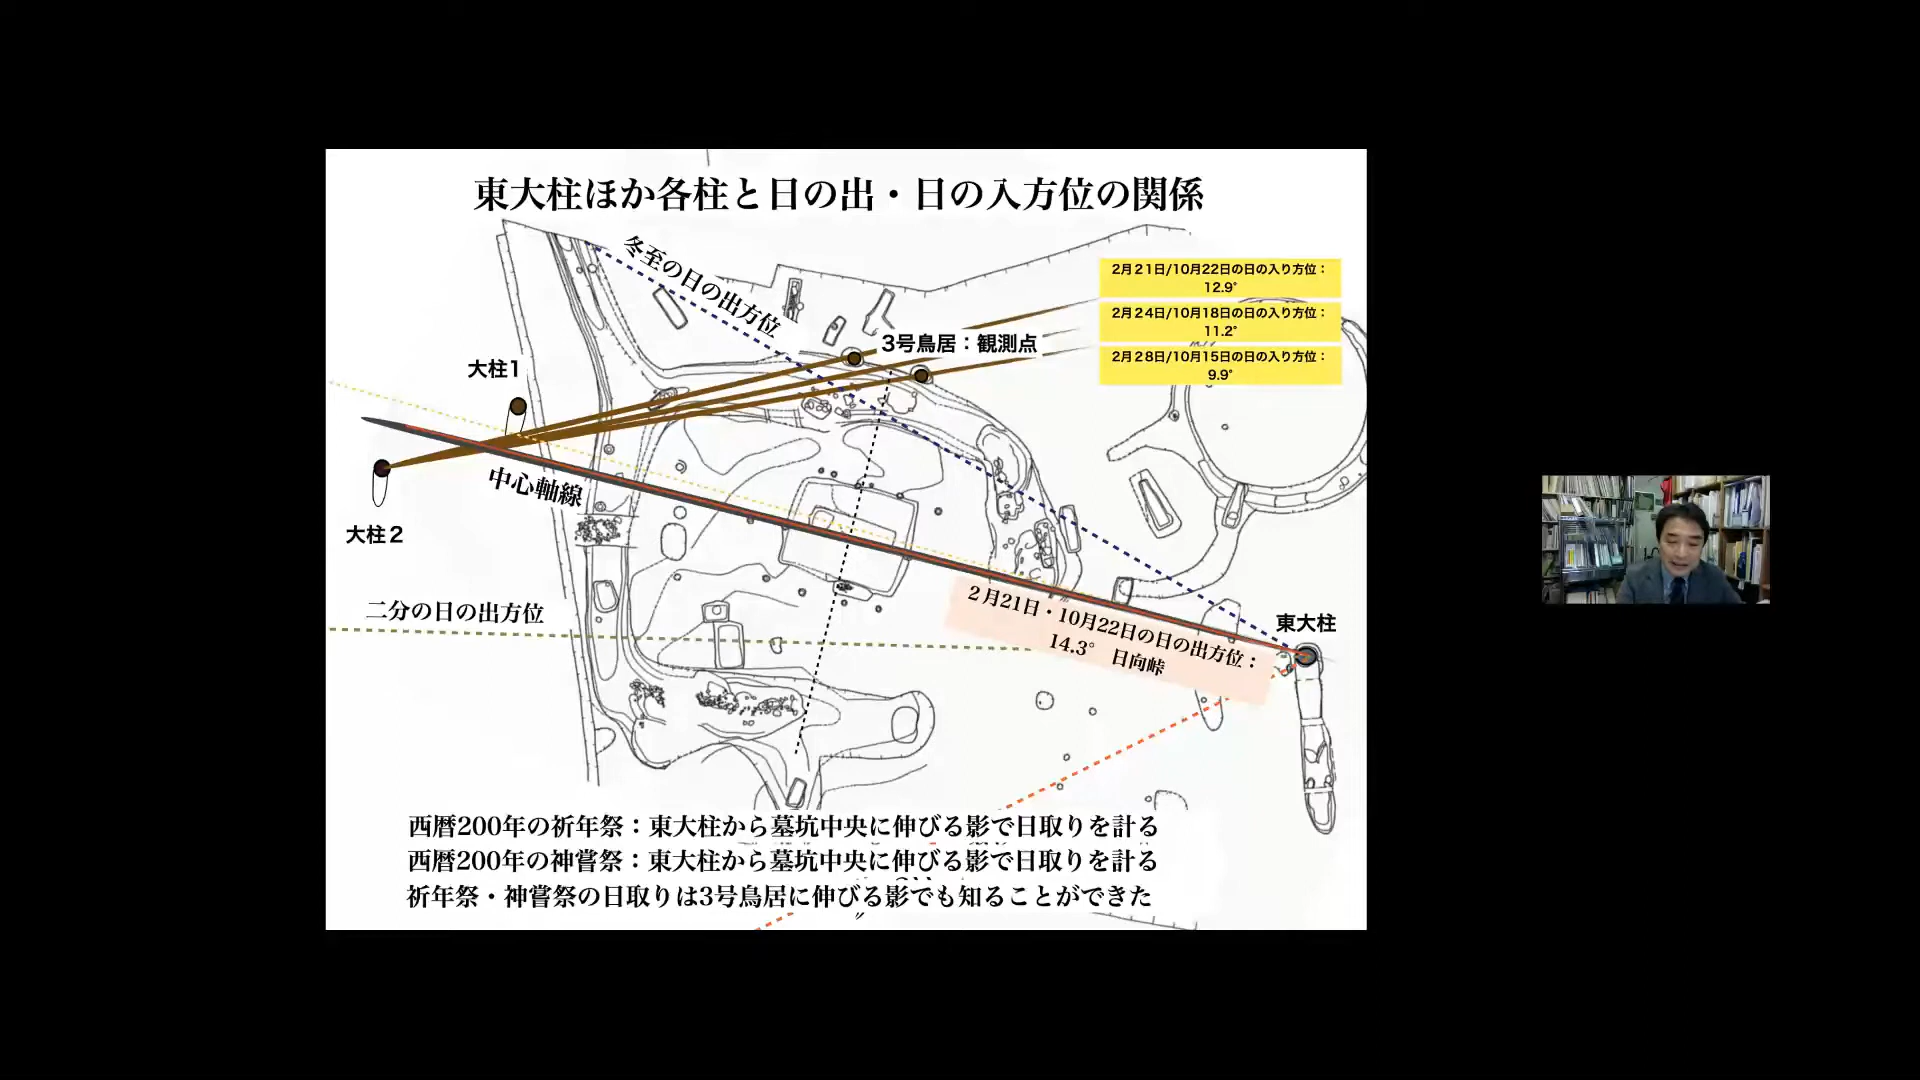 東大柱ほか各柱と日の出・日の入方位の関係
冬至の日の出方位
2月21日/10月22日の日の入り方位：
12.9°
2月24日/10月18日の日の入り方位：
11.2°
2月28日/10月15日の日の入り方位：
9.9°
3号鳥居：観測点
大柱1
中心軸線
大柱２
二分の日の出方位
２月21日・10月22日の日の出方位：
14.3° 日向峠
東大柱
西暦200年の祈年祭：東大柱から墓坑中央に伸びる影で日取りを計る
西暦200年の神嘗祭：東大柱から墓坑中央に伸びる影で日取りを計る
祈年祭・神嘗祭の日取りは3号鳥居に伸びる影でも知ることができた